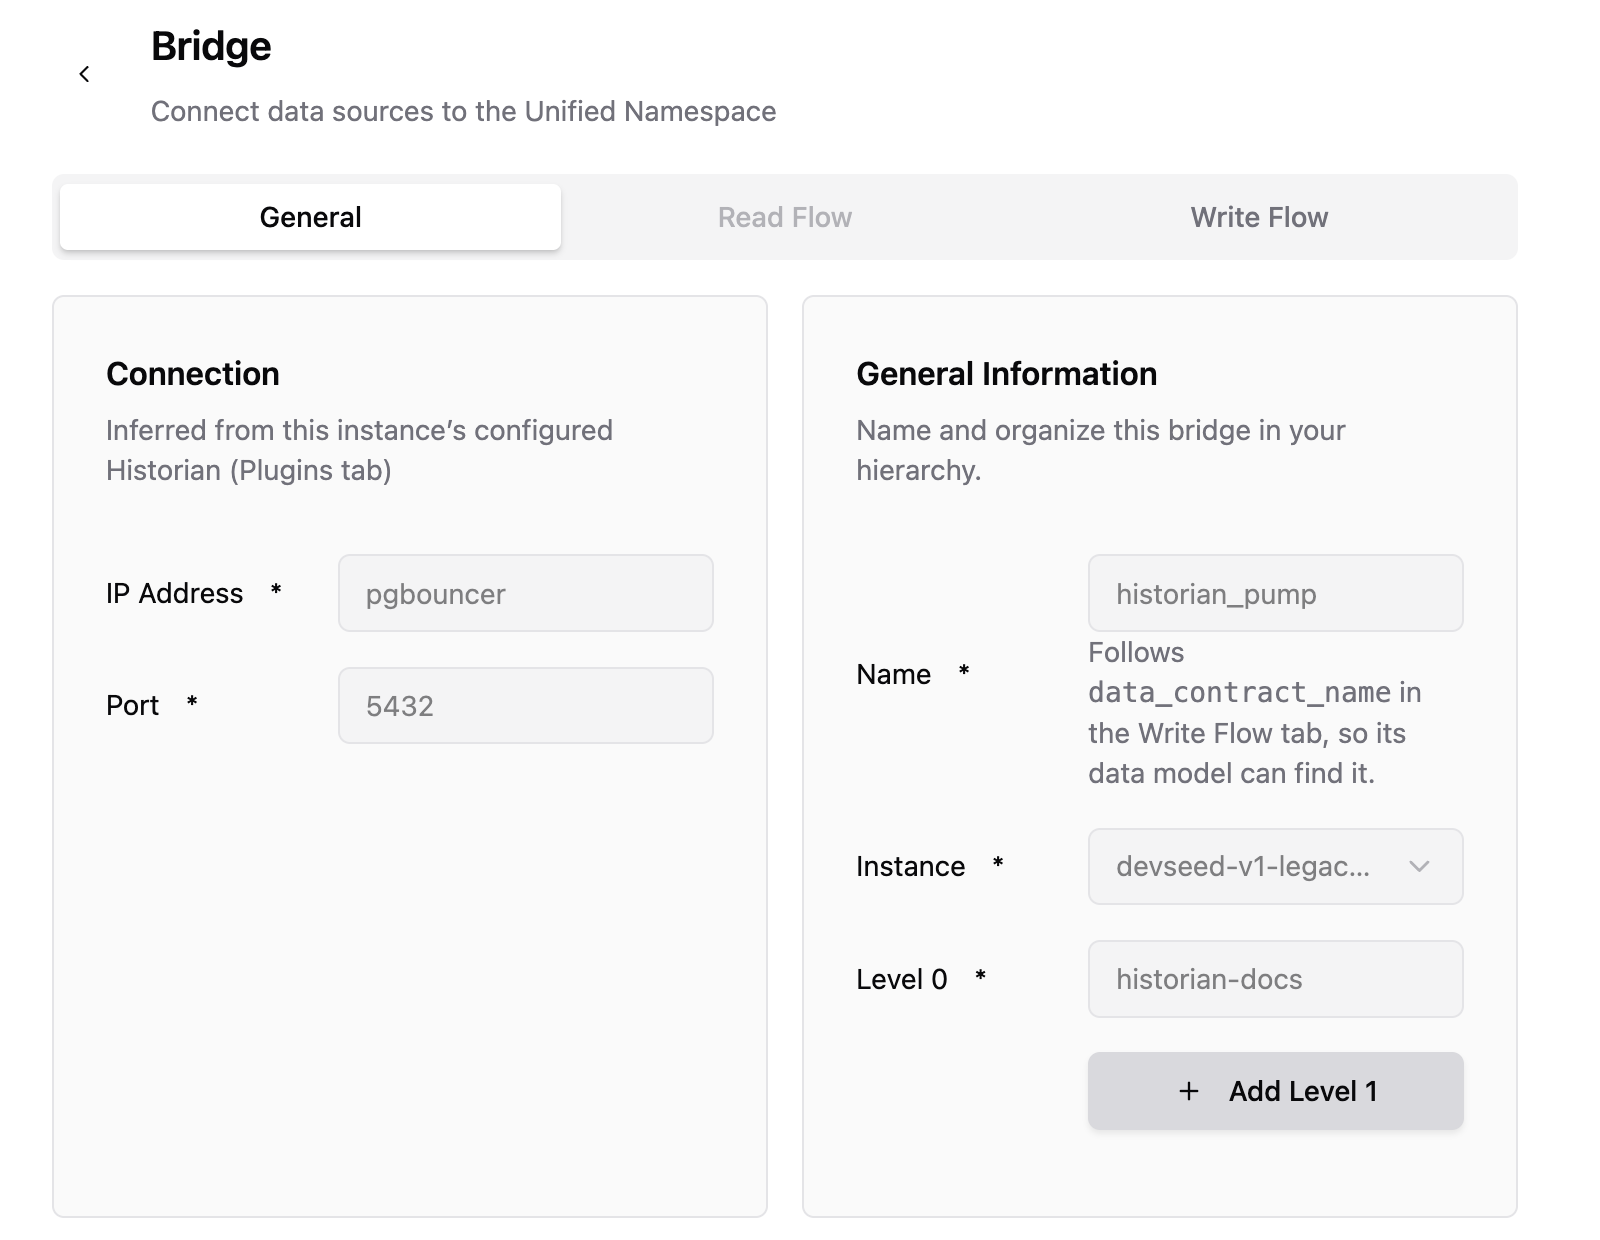 Bridge
Connect data sources to the Unified Namespace
General
Read Flow
Write Flow
Connection
Inferred from this instance’s configured
Historian (Plugins tab)
IP Address *
pgbouncer
Port *
5432
General Information
Name and organize this bridge in your
hierarchy.
Name *
historian_pump
Follows
data_contract_name in
the Write Flow tab, so its
data model can find it.
Instance *
devseed-v1-legac...
Level 0 *
historian-docs
+ Add Level 1